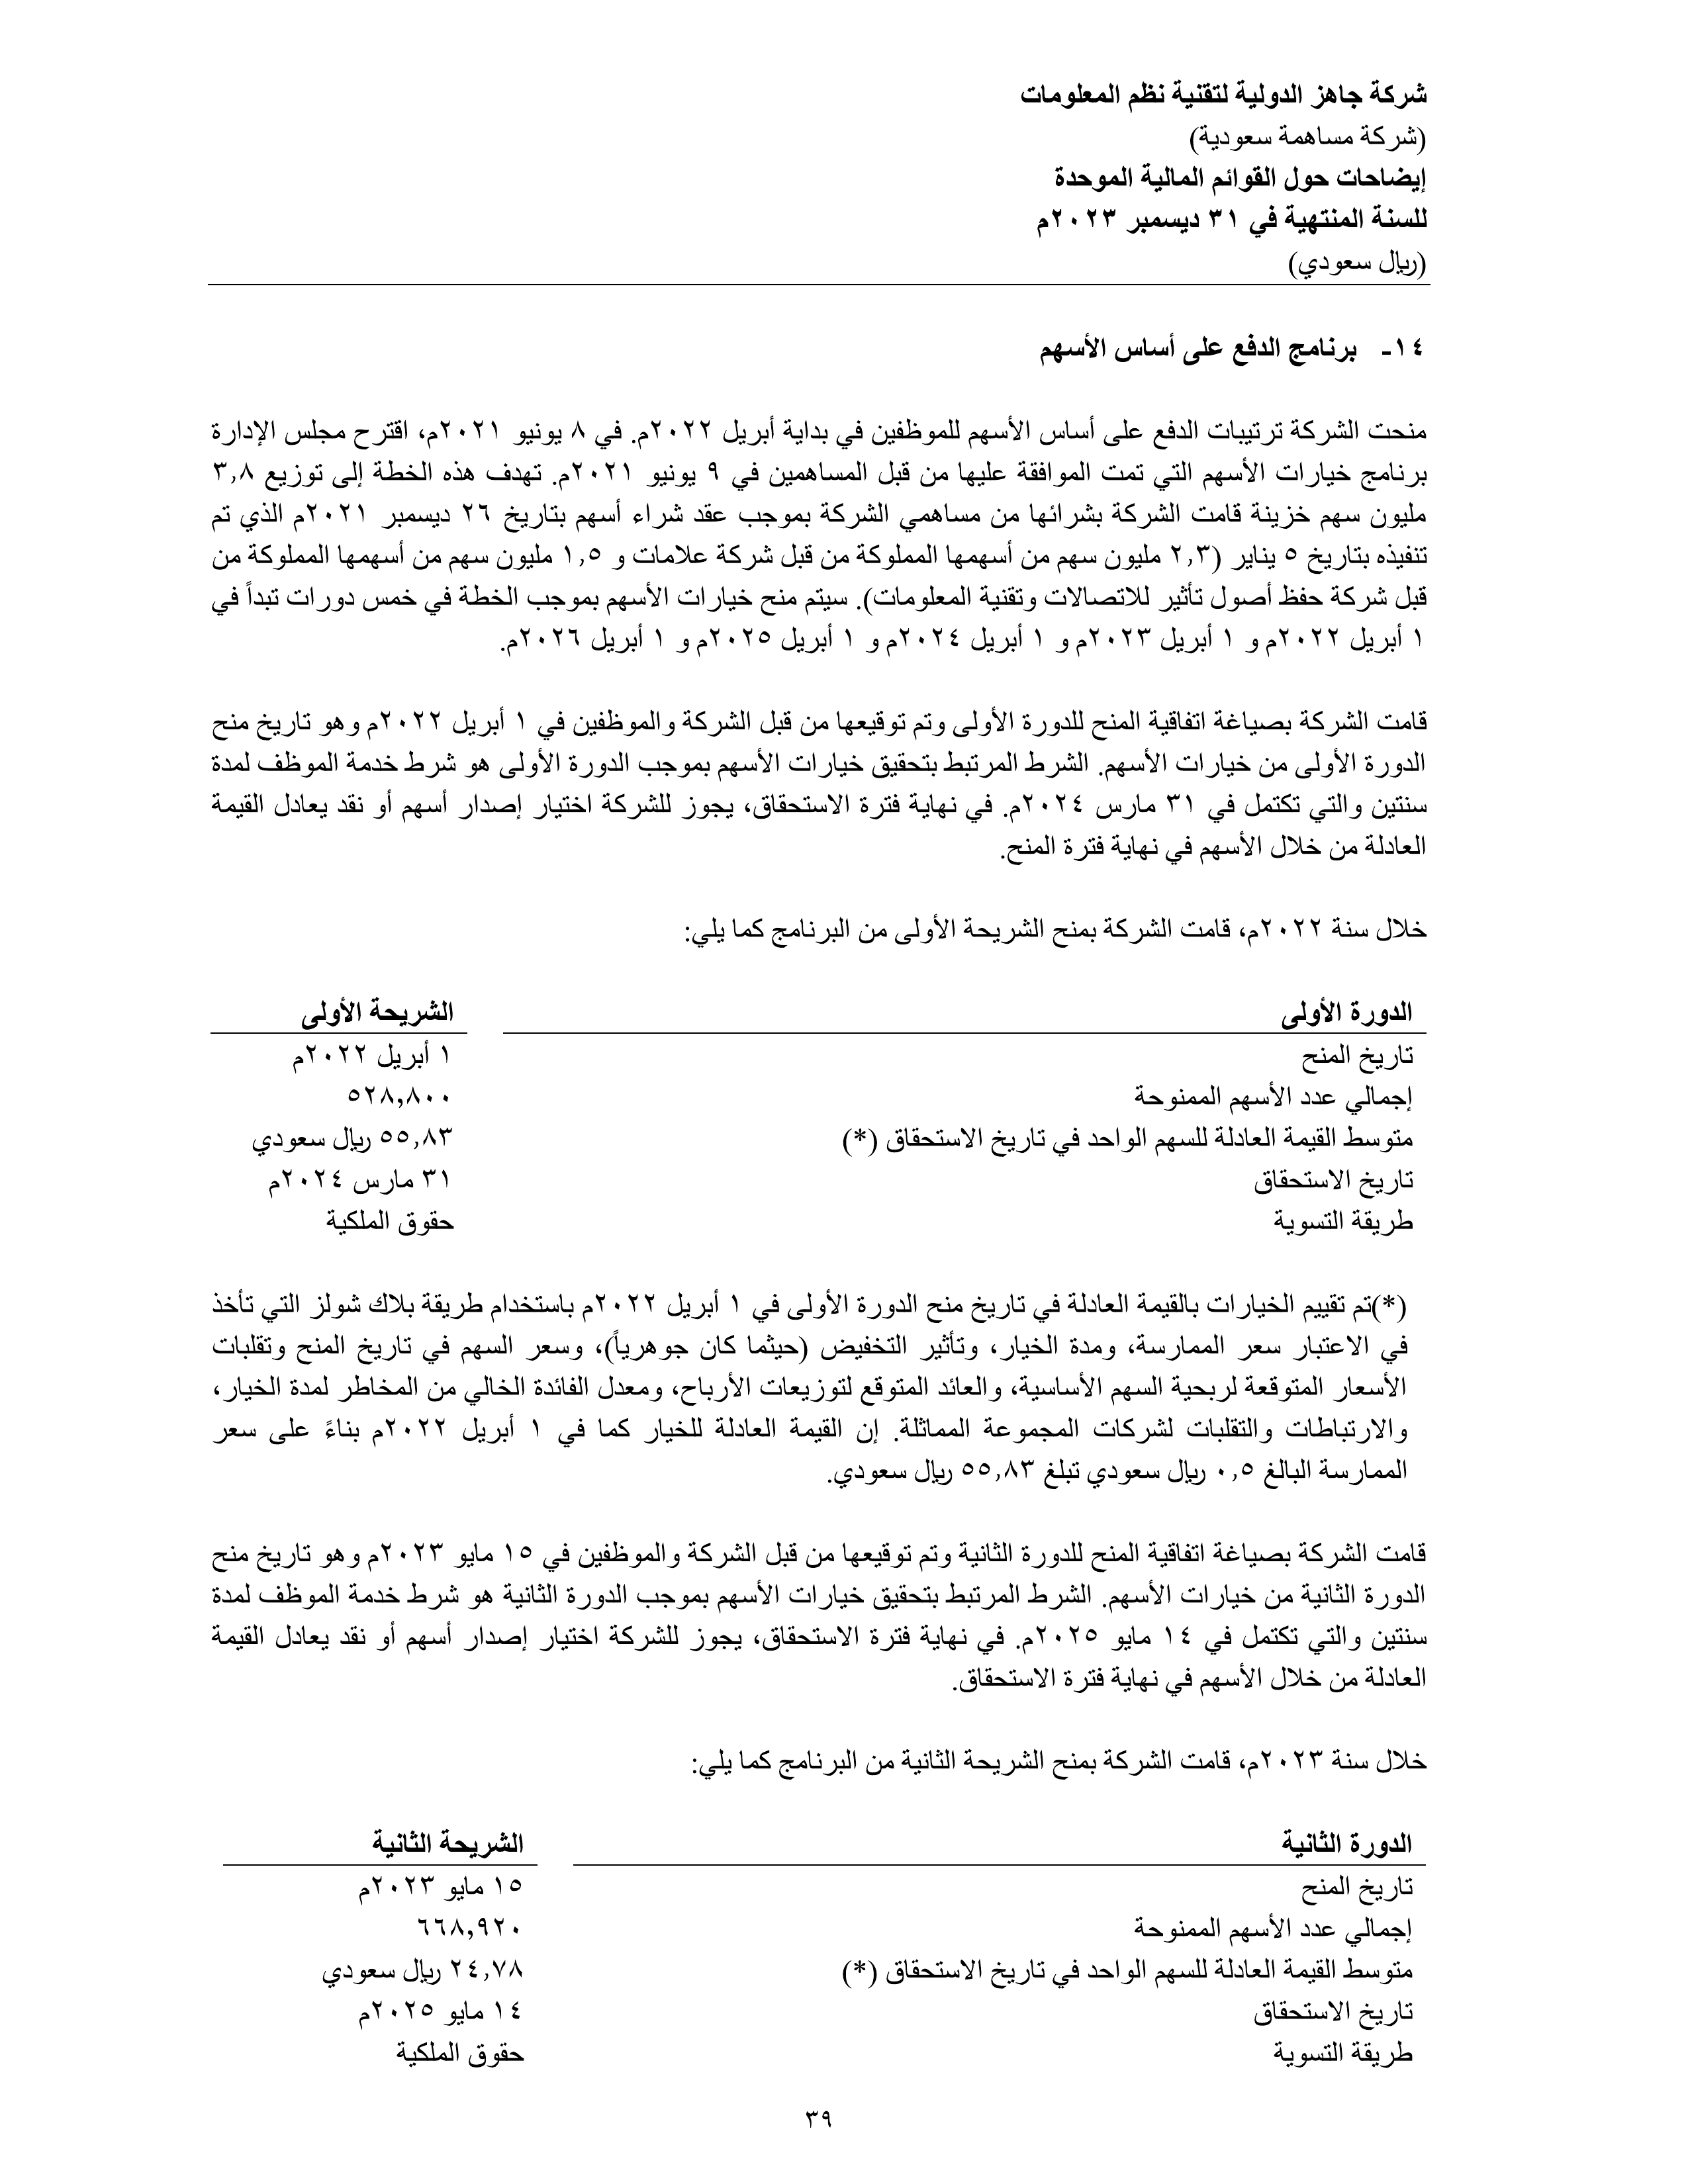 شركة جاهز الدولية لتقنية نظم المعلومات
(شركة مساهمة سعودية)
إيضاحات حول القوائم المالية الموحدة
للسنة المنتهية في ٣١ ديسمبر ٢٠٢٣م
(ريال سعودي)
١٤- برنامج الدفع على أساس الأسهم
منحت الشركة ترتيبات الدفع على أساس الأسهم للموظفين في بداية أبريل ٢٠٢٢م. في ٨ يونيو ٢٠٢١م، اقترح مجلس الإدارة
برنامج خيارات الأسهم التي تمت الموافقة عليها من قبل المساهمين في ٩ يونيو ٢٠٢١م. تهدف هذه الخطة إلى توزيع ٣,٨
مليون سهم خزينة قامت الشركة بشرائها من مساهمي الشركة بموجب عقد شراء أسهم بتاريخ ٢٦ ديسمبر ٢٠٢١م الذي تم
تنفيذه بتاريخ ٥ يناير (٢,٣ مليون سهم من أسهمها المملوكة من قبل شركة علامات و ١,٥ مليون سهم من أسهمها المملوكة من
قبل شركة حفظ أصول تأثير للاتصالات وتقنية المعلومات). سيتم منح خيارات الأسهم بموجب الخطة في خمس دورات تبدأ في
١ أبريل ٢٠٢٢م و ١ أبريل ٢٠٢٣م و ١ أبريل ٢٠٢٤م و ١ أبريل ٢٠٢٥م و ١ أبريل ٢٠٢٦م.
قامت الشركة بصياغة اتفاقية المنح للدورة الأولى وتم توقيعها من قبل الشركة والموظفين في ١ أبريل ٢٠٢٢م وهو تاريخ منح
الدورة الأولى من خيارات الأسهم. الشرط المرتبط بتحقيق خيارات الأسهم بموجب الدورة الأولى هو شرط خدمة الموظف لمدة
سنتين والتي تكتمل في ٣١ مارس ٢٠٢٤م. في نهاية فترة الاستحقاق، يجوز للشركة اختيار إصدار أسهم أو نقد يعادل القيمة
العادلة من خلال الأسهم في نهاية فترة المنح.
خلال سنة ٢٠٢٢م، قامت الشركة بمنح الشريحة الأولى من البرنامج كما يلي:
الدورة الأولى الشريحة الأولى
تاريخ المنح ١ أبريل ٢٠٢٢م
إجمالي عدد الأسهم الممنوحة ٥٢٨,٨٠٠
متوسط القيمة العادلة للسهم الواحد في تاريخ الاستحقاق (*) ٥٥,٨٣ ريال سعودي
تاريخ الاستحقاق ٣١ مارس ٢٠٢٤م
طريقة التسوية حقوق الملكية
(*)تم تقييم الخيارات بالقيمة العادلة في تاريخ منح الدورة الأولى في ١ أبريل ٢٠٢٢م باستخدام طريقة بلاك شولز التي تأخذ
في الاعتبار سعر الممارسة، ومدة الخيار، وتأثير التخفيض (حيثما كان جوهرياً)، وسعر السهم في تاريخ المنح وتقلبات
الأسعار المتوقعة لربحية السهم الأساسية، والعائد المتوقع لتوزيعات الأرباح، ومعدل الفائدة الخالي من المخاطر لمدة الخيار،
والارتباطات والتقلبات لشركات المجموعة المماثلة. إن القيمة العادلة للخيار كما في ١ أبريل ٢٠٢٢م بناءً على سعر
الممارسة البالغ ٠,٥ ريال سعودي تبلغ ٥٥,٨٣ ريال سعودي.
قامت الشركة بصياغة اتفاقية المنح للدورة الثانية وتم توقيعها من قبل الشركة والموظفين في ١٥ مايو ٢٠٢٣م وهو تاريخ منح
الدورة الثانية من خيارات الأسهم. الشرط المرتبط بتحقيق خيارات الأسهم بموجب الدورة الثانية هو شرط خدمة الموظف لمدة
سنتين والتي تكتمل في ١٤ مايو ٢٠٢٥م. في نهاية فترة الاستحقاق، يجوز للشركة اختيار إصدار أسهم أو نقد يعادل القيمة
العادلة من خلال الأسهم في نهاية فترة الاستحقاق.
خلال سنة ٢٠٢٣م، قامت الشركة بمنح الشريحة الثانية من البرنامج كما يلي:
الدورة الثانية الشريحة الثانية
تاريخ المنح ١٥ مايو ٢٠٢٣م
إجمالي عدد الأسهم الممنوحة ٦٦٨,٩٢٠
متوسط القيمة العادلة للسهم الواحد في تاريخ الاستحقاق (*) ٢٤,٧٨ ريال سعودي
تاريخ الاستحقاق ١٤ مايو ٢٠٢٥م
طريقة التسوية حقوق الملكية
٣٩